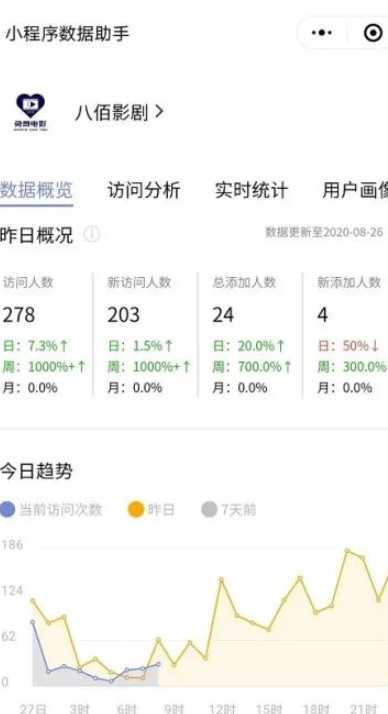 小程序数据助手
八佰影剧
数据概览 访问分析 实时统计 用户画像
昨日概况 数据更新至2020-08-26
访问人数 新访问人数 总添加人数 新添加人数
278 203 24 4
日：7.3%↑ 日：1.5%↑ 日：20.0%↑ 日：50%↓
周：1000%+↑ 周：1000%+↑ 周：700.0%↑ 周：300.0%
月：0.0% 月：0.0% 月：0.0% 月：0.0%
今日趋势
当前访问次数 昨日 7天前
186
124
62
0
27日 3时 6时 9时 12时 15时 18时 21时